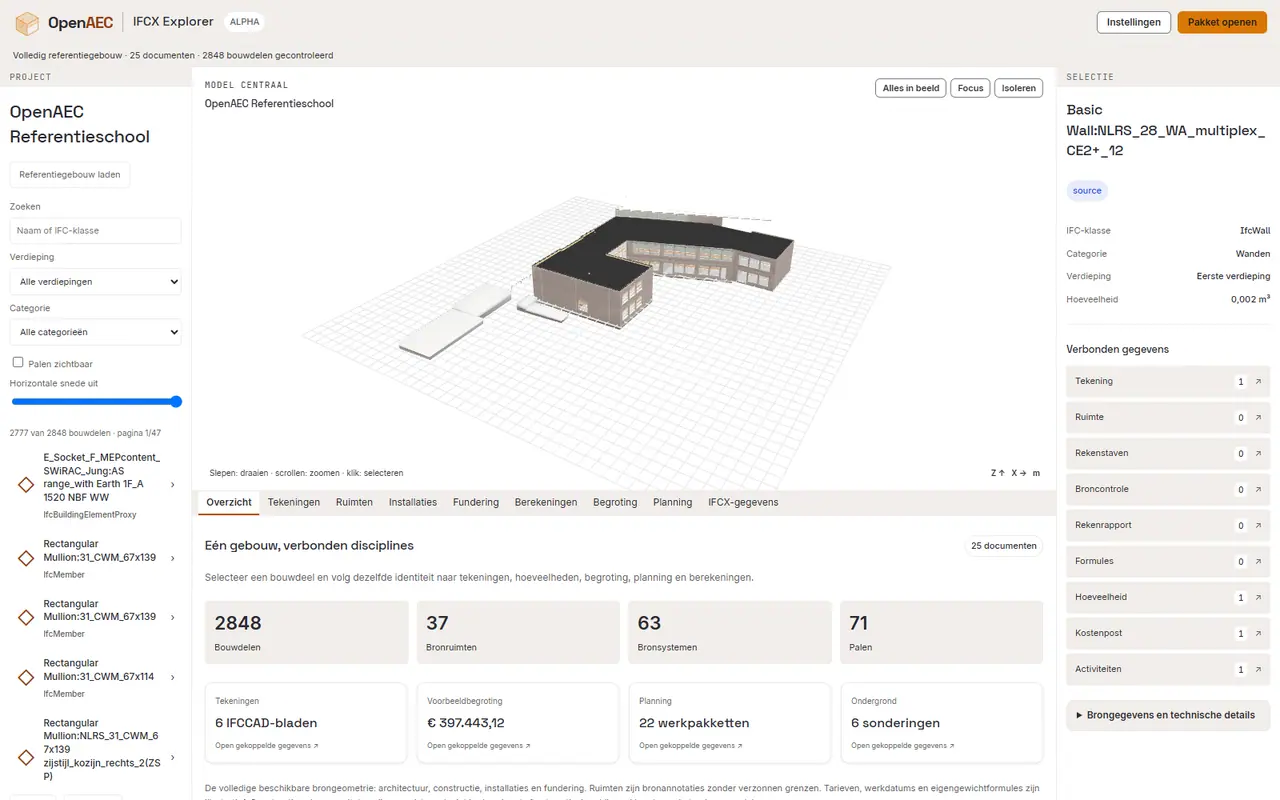 OpenAEC
IFCX Explorer
ALPHA
Instellingen
Pakket openen
Volledig referentiegebouw · 25 documenten · 2848 bouwdelen gecontroleerd
PROJECT
OpenAEC
Referentieschool
Referentiegebouw laden
Zoeken
Naam of IFC-klasse
Verdieping
Alle verdiepingen
Categorie
Alle categorieën
Palen zichtbaar
Horizontale snede uit
2777 van 2848 bouwdelen · pagina 1/47
E_Socket_F_MEPcontent_
SWiRAC_Jung:AS
range_with Earth 1F_A
1520 NBF WW
IfcBuildingElementProxy
Rectangular
Mullion:31_CWM_67x139
IfcMember
Rectangular
Mullion:31_CWM_67x139
IfcMember
Rectangular
Mullion:31_CWM_67x114
IfcMember
Rectangular
Mullion:NLRS_31_CWM_6
7x139
zijstijl_kozijn_rechts_2(ZS
P)
MODEL CENTRAAL
OpenAEC Referentieschool
Alles in beeld
Focus
Isoleren
Slepen: draaien · scrollen: zoomen · klik: selecteren
Z ↑ X → m
Overzicht
Tekeningen
Ruimten
Installaties
Fundering
Berekeningen
Begroting
Planning
IFCX-gegevens
Eén gebouw, verbonden disciplines
25 documenten
Selecteer een bouwdeel en volg dezelfde identiteit naar tekeningen, hoeveelheden, begroting, planning en berekeningen.
2848
Bouwdelen
37
Bronruimten
63
Bronsystemen
71
Palen
Tekeningen
6 IFCCAD-bladen
Open gekoppelde gegevens ↗
Voorbeeldbegroting
€ 397.443,12
Open gekoppelde gegevens ↗
Planning
22 werkpakketten
Open gekoppelde gegevens ↗
Ondergrond
6 sonderingen
Open gekoppelde gegevens ↗
De volledige beschikbare brongeometrie: architectuur, constructie, installaties en fundering. Ruimten zijn bronannotaties zonder verzonnen grenzen. Tarieven, werkdatums en eigengewichtformules zijn
SELECTIE
Basic
Wall:NLRS_28_WA_multiplex_
CE2+_12
source
IFC-klasse IfcWall
Categorie Wanden
Verdieping Eerste verdieping
Hoeveelheid 0,002 m³
Verbonden gegevens
Tekening 1 ↗
Ruimte 0 ↗
Rekenstaven 0 ↗
Broncontrole 0 ↗
Rekenrapport 0 ↗
Formules 0 ↗
Hoeveelheid 1 ↗
Kostenpost 1 ↗
Activiteiten 1 ↗
Brongegevens en technische details